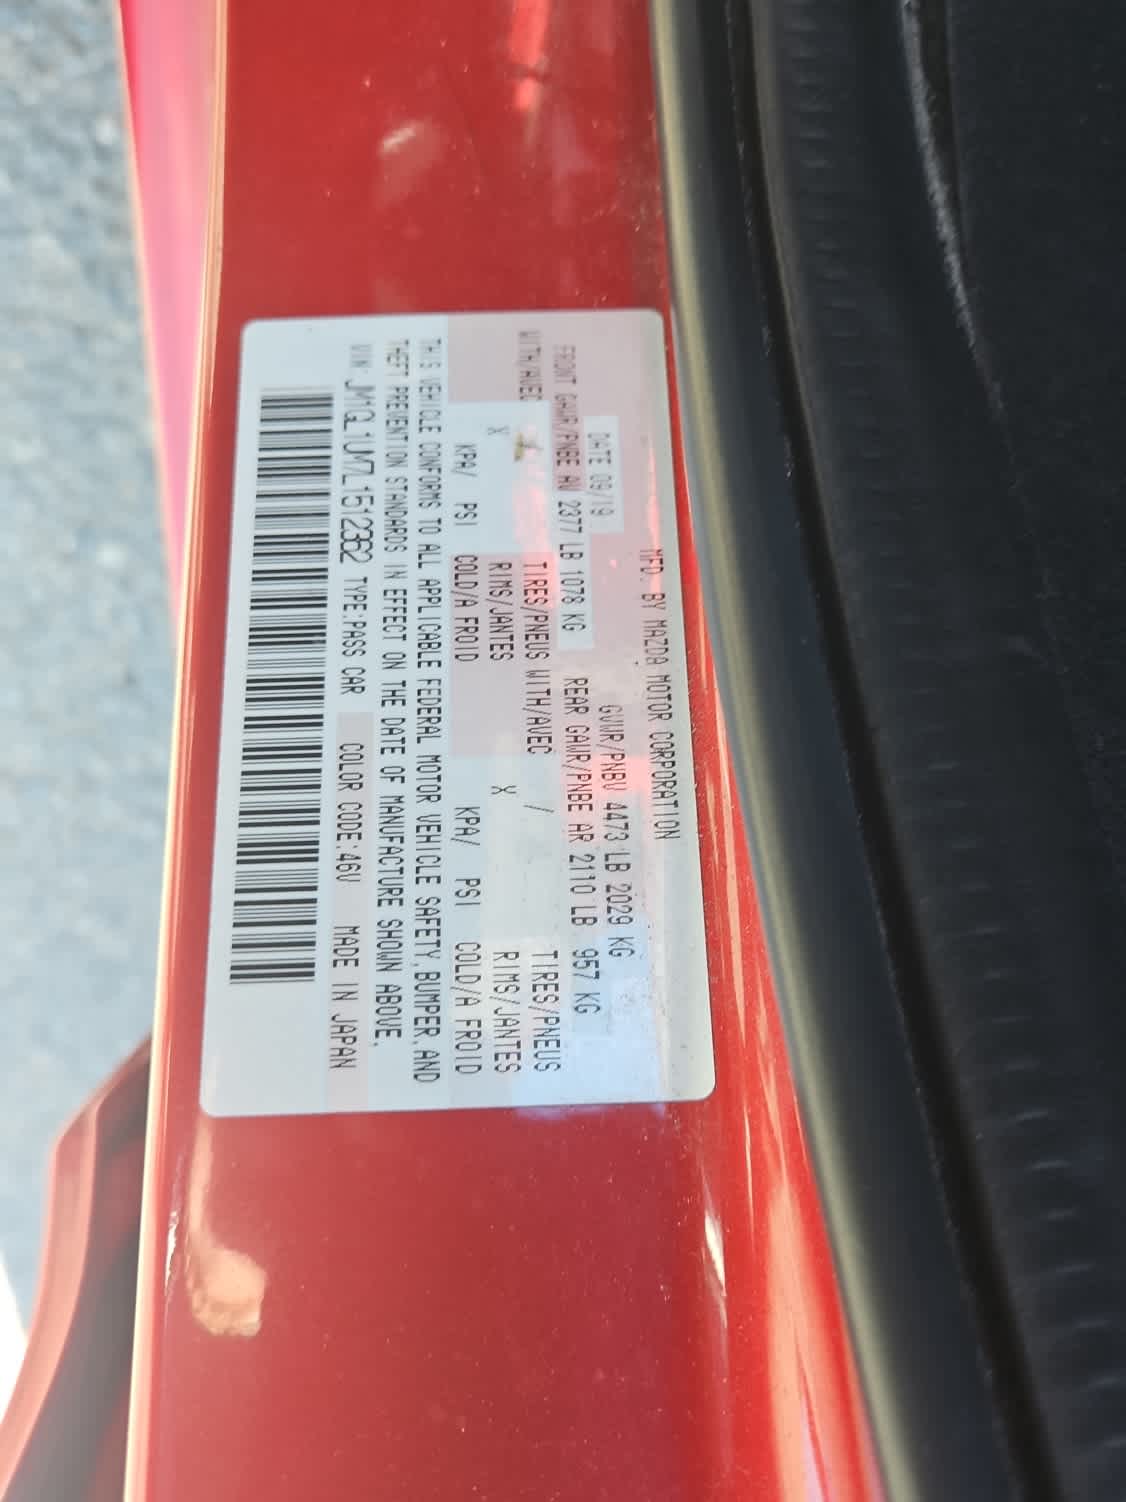 MFD. BY MAZDA MOTOR CORPORATION
DATE GVWR/PNBV 4473 LB 2029 KG
FRONT GAWR/PNBE AV 2377 LB 1078 KG REAR GAWR/PNBE AR 2110 LB 957 KG
WITH/AVEC TIRES/PNEUS WITH/AVEC / TIRES/PNEUS
X RIMS/JANTES X RIMS/JANTES
KPA/ PSI COLD/A FROID KPA/ PSI COLD/A FROID
THIS VEHICLE CONFORMS TO ALL APPLICABLE FEDERAL MOTOR VEHICLE SAFETY, BUMPER, AND
THEFT PREVENTION STANDARDS IN EFFECT ON THE DATE OF MANUFACTURE SHOWN ABOVE.
VIN: JM1GL1UM7L1512362 TYPE:PASS CAR COLOR CODE:46V MADE IN JAPAN